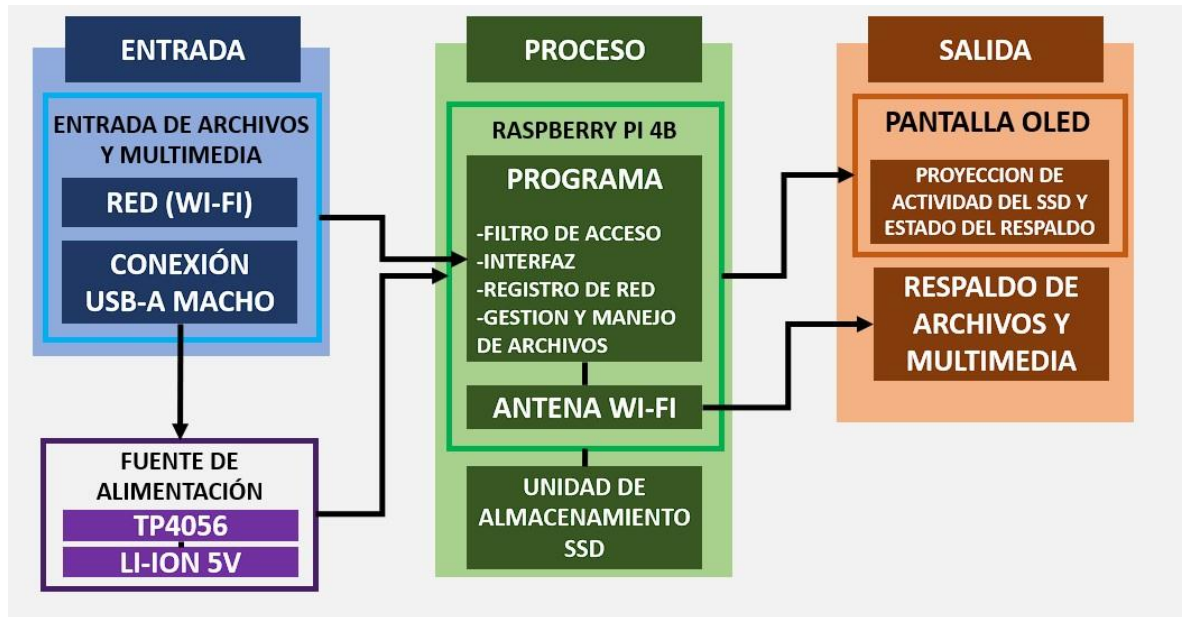 ENTRADA
ENTRADA DE ARCHIVOS
Y MULTIMEDIA
RED (WI-FI)
CONEXIÓN
USB-A MACHO
FUENTE DE
ALIMENTACIÓN
TP4056
LI-ION 5V
PROCESO
RASPBERRY PI 4B
PROGRAMA
-FILTRO DE ACCESO
-INTERFAZ
-REGISTRO DE RED
-GESTION Y MANEJO
DE ARCHIVOS
ANTENA WI-FI
UNIDAD DE
ALMACENAMIENTO
SSD
SALIDA
PANTALLA OLED
PROYECCION DE
ACTIVIDAD DEL SSD Y
ESTADO DEL RESPALDO
RESPALDO DE
ARCHIVOS Y
MULTIMEDIA